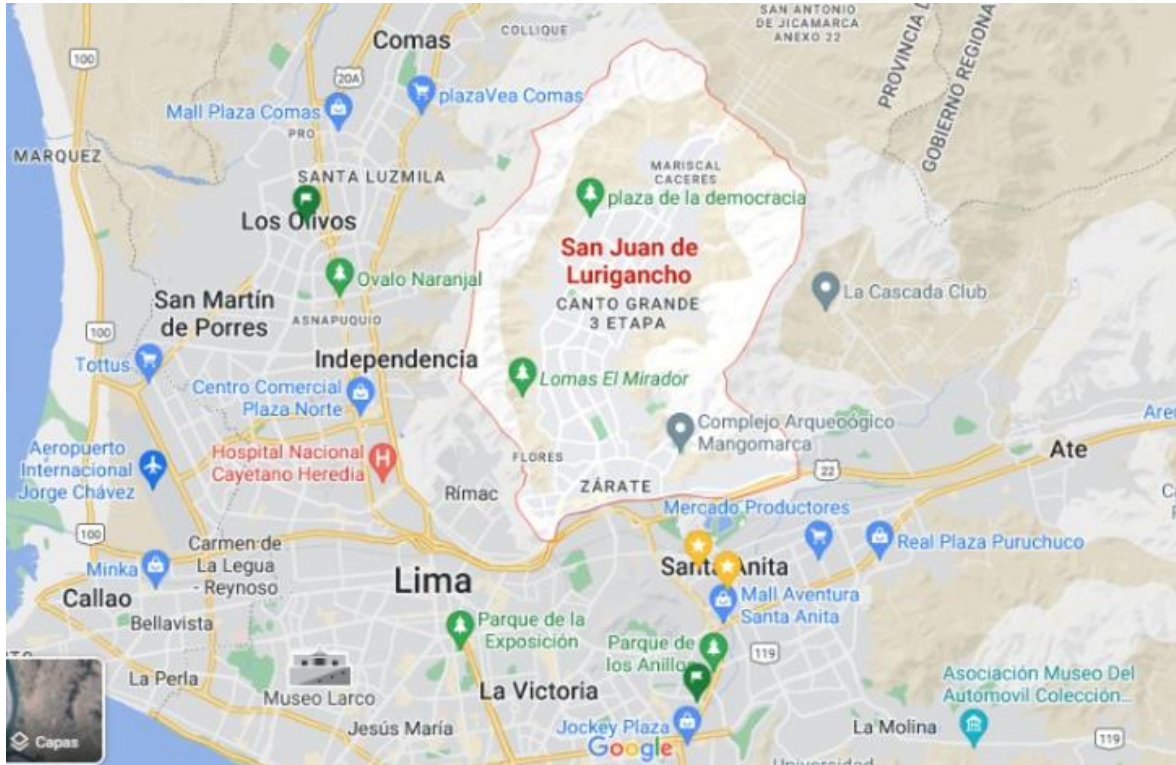 SAN ANTONIO
DE JICAMARCA
ANEXO 22
COLLIQUE
Comas
100
20A
plazaVea Comas
Mall Plaza Comas
PRO
PROVINCIA
GOBIERNO REGIONAL
MARQUEZ
SANTA LUZMILA
MARISCAL
CACERES
plaza de la democracia
Los Olivos
San Juan de
Lurigancho
Ovalo Naranjal
CANTO GRANDE
3 ETAPA
La Cascada Club
San Martín
de Porres
ASNAPUQUIO
100
Independencia
Tottus
Centro Comercial
Plaza Norte
Lomas El Mirador
Complejo Arqueoógico
Mangomarca
Aeropuerto
Internacional
Jorge Chávez
Hospital Nacional
Cayetano Heredia
FLORES
Ate
22
Rímac
ZÁRATE
Mercado Productores
100
Carmen de
La Legua
- Reynoso
Real Plaza Puruchuco
Minka
Lima
Santa Anita
Callao
Mall Aventura
Santa Anita
Bellavista
Parque de la
Exposición
Parque de
los Anillos
119
La Perla
Museo Larco
La Victoria
Asociación Museo Del
Automovil Colección...
Jesús María
Jockey Plaza
La Molina
119
Capas
Google